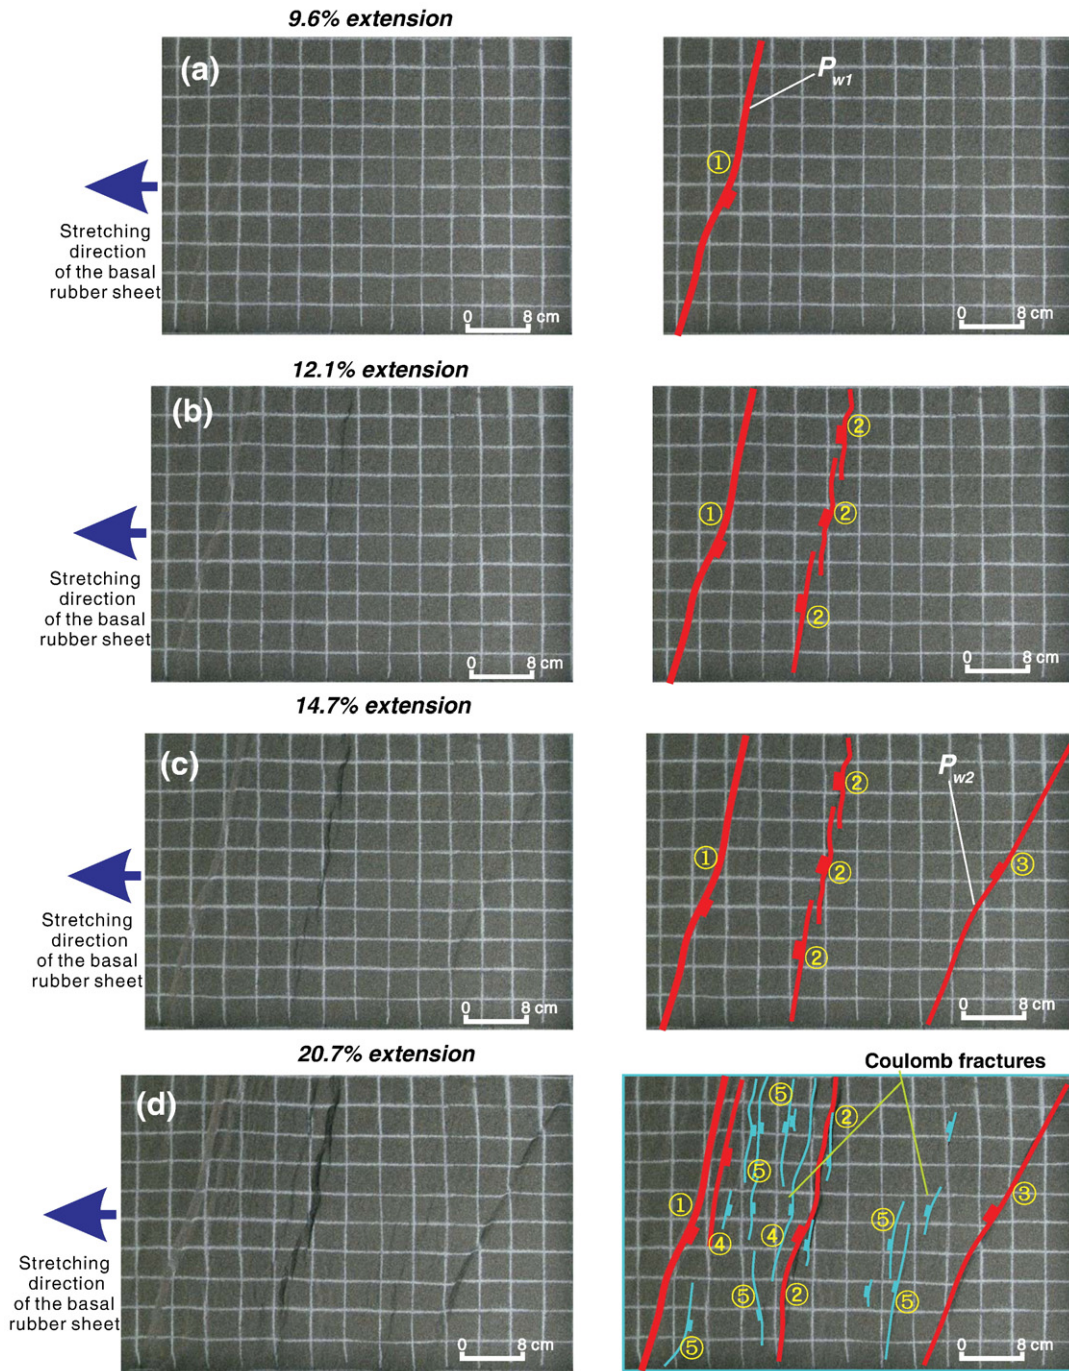 9.6% extension
(a)
Stretching
direction
of the basal
rubber sheet
0 8 cm
Pw1
①
0 8 cm
12.1% extension
(b)
Stretching
direction
of the basal
rubber sheet
0 8 cm
②
①
②
②
0 8 cm
14.7% extension
(c)
Stretching
direction
of the basal
rubber sheet
0 8 cm
Pw2
②
①
②
③
②
0 8 cm
20.7% extension
(d)
Stretching
direction
of the basal
rubber sheet
0 8 cm
Coulomb fractures
⑤
②
⑤
①
③
④
④
⑤
⑤
②
⑤
⑤
0 8 cm